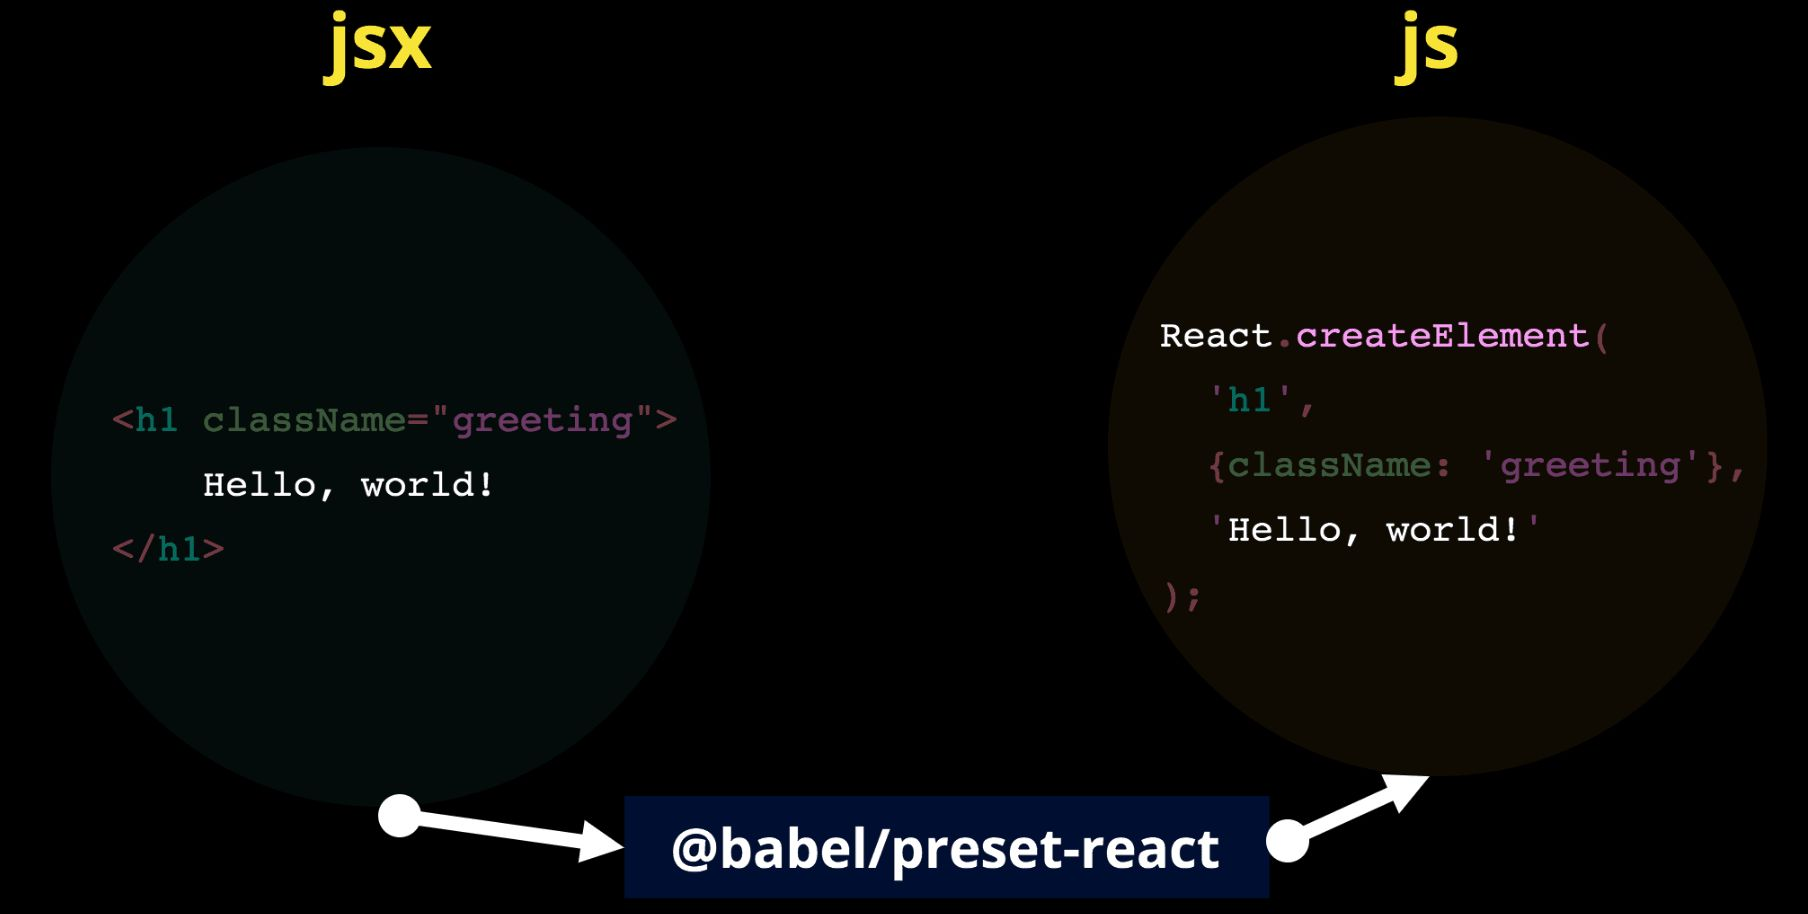 jsx
<h1 className="greeting">
Hello, world!
</h1>
js
React.createElement(
'h1',
{className: 'greeting'},
'Hello, world!'
);
@babel/preset-react